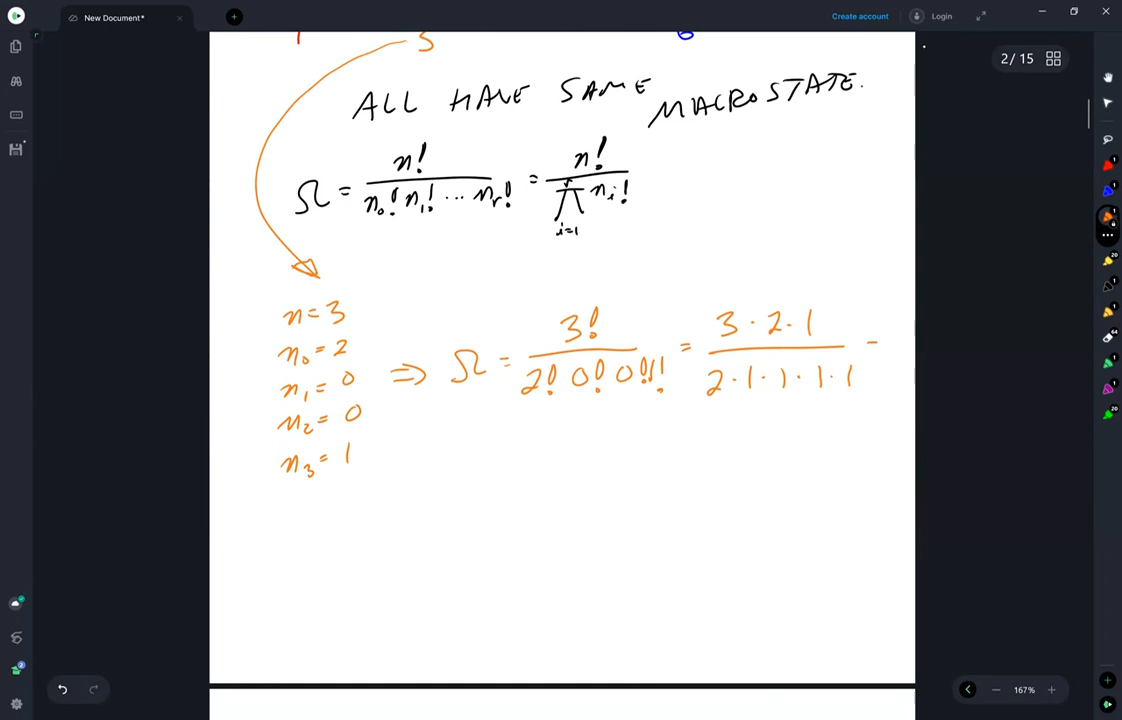 New Document*
Create account
Login
2 / 15
3
ALL HAVE SAME MACROSTATE.
Ω = n! / (n₀! n₁! ... nᵣ!) = n! / ∏ᵢ₌₁ʳ nᵢ!
n = 3
n₀ = 2
n₁ = 0
n₂ = 0
n₃ = 1
⇒ Ω = 3! / (2! 0! 0! 1!) = (3 · 2 · 1) / (2 · 1 · 1 · 1 · 1) -
167%